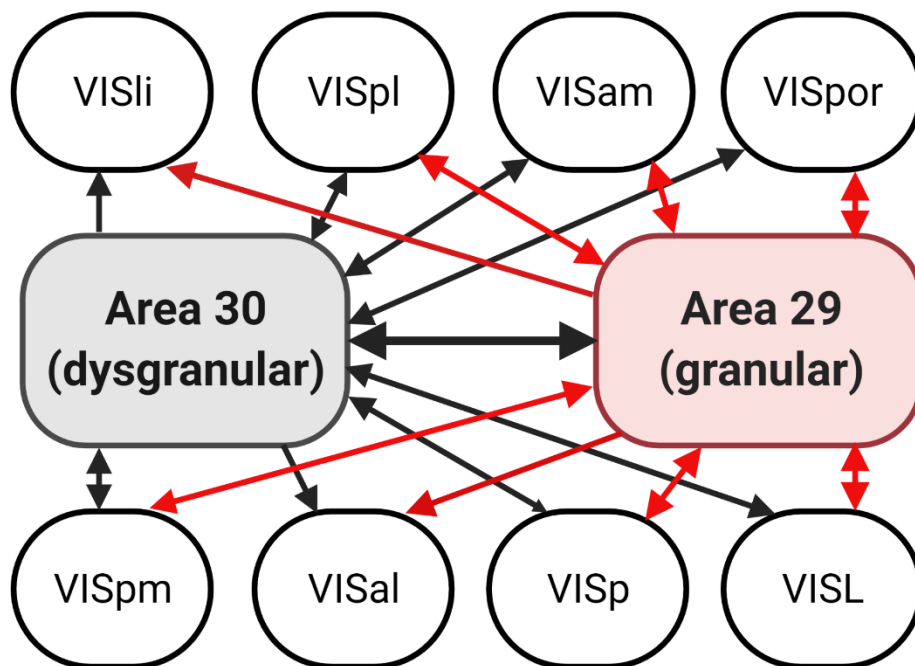 VISli
VISpl
VISam
VISpor
Area 30
(dysgranular)
Area 29
(granular)
VISpm
VISal
VISp
VISL